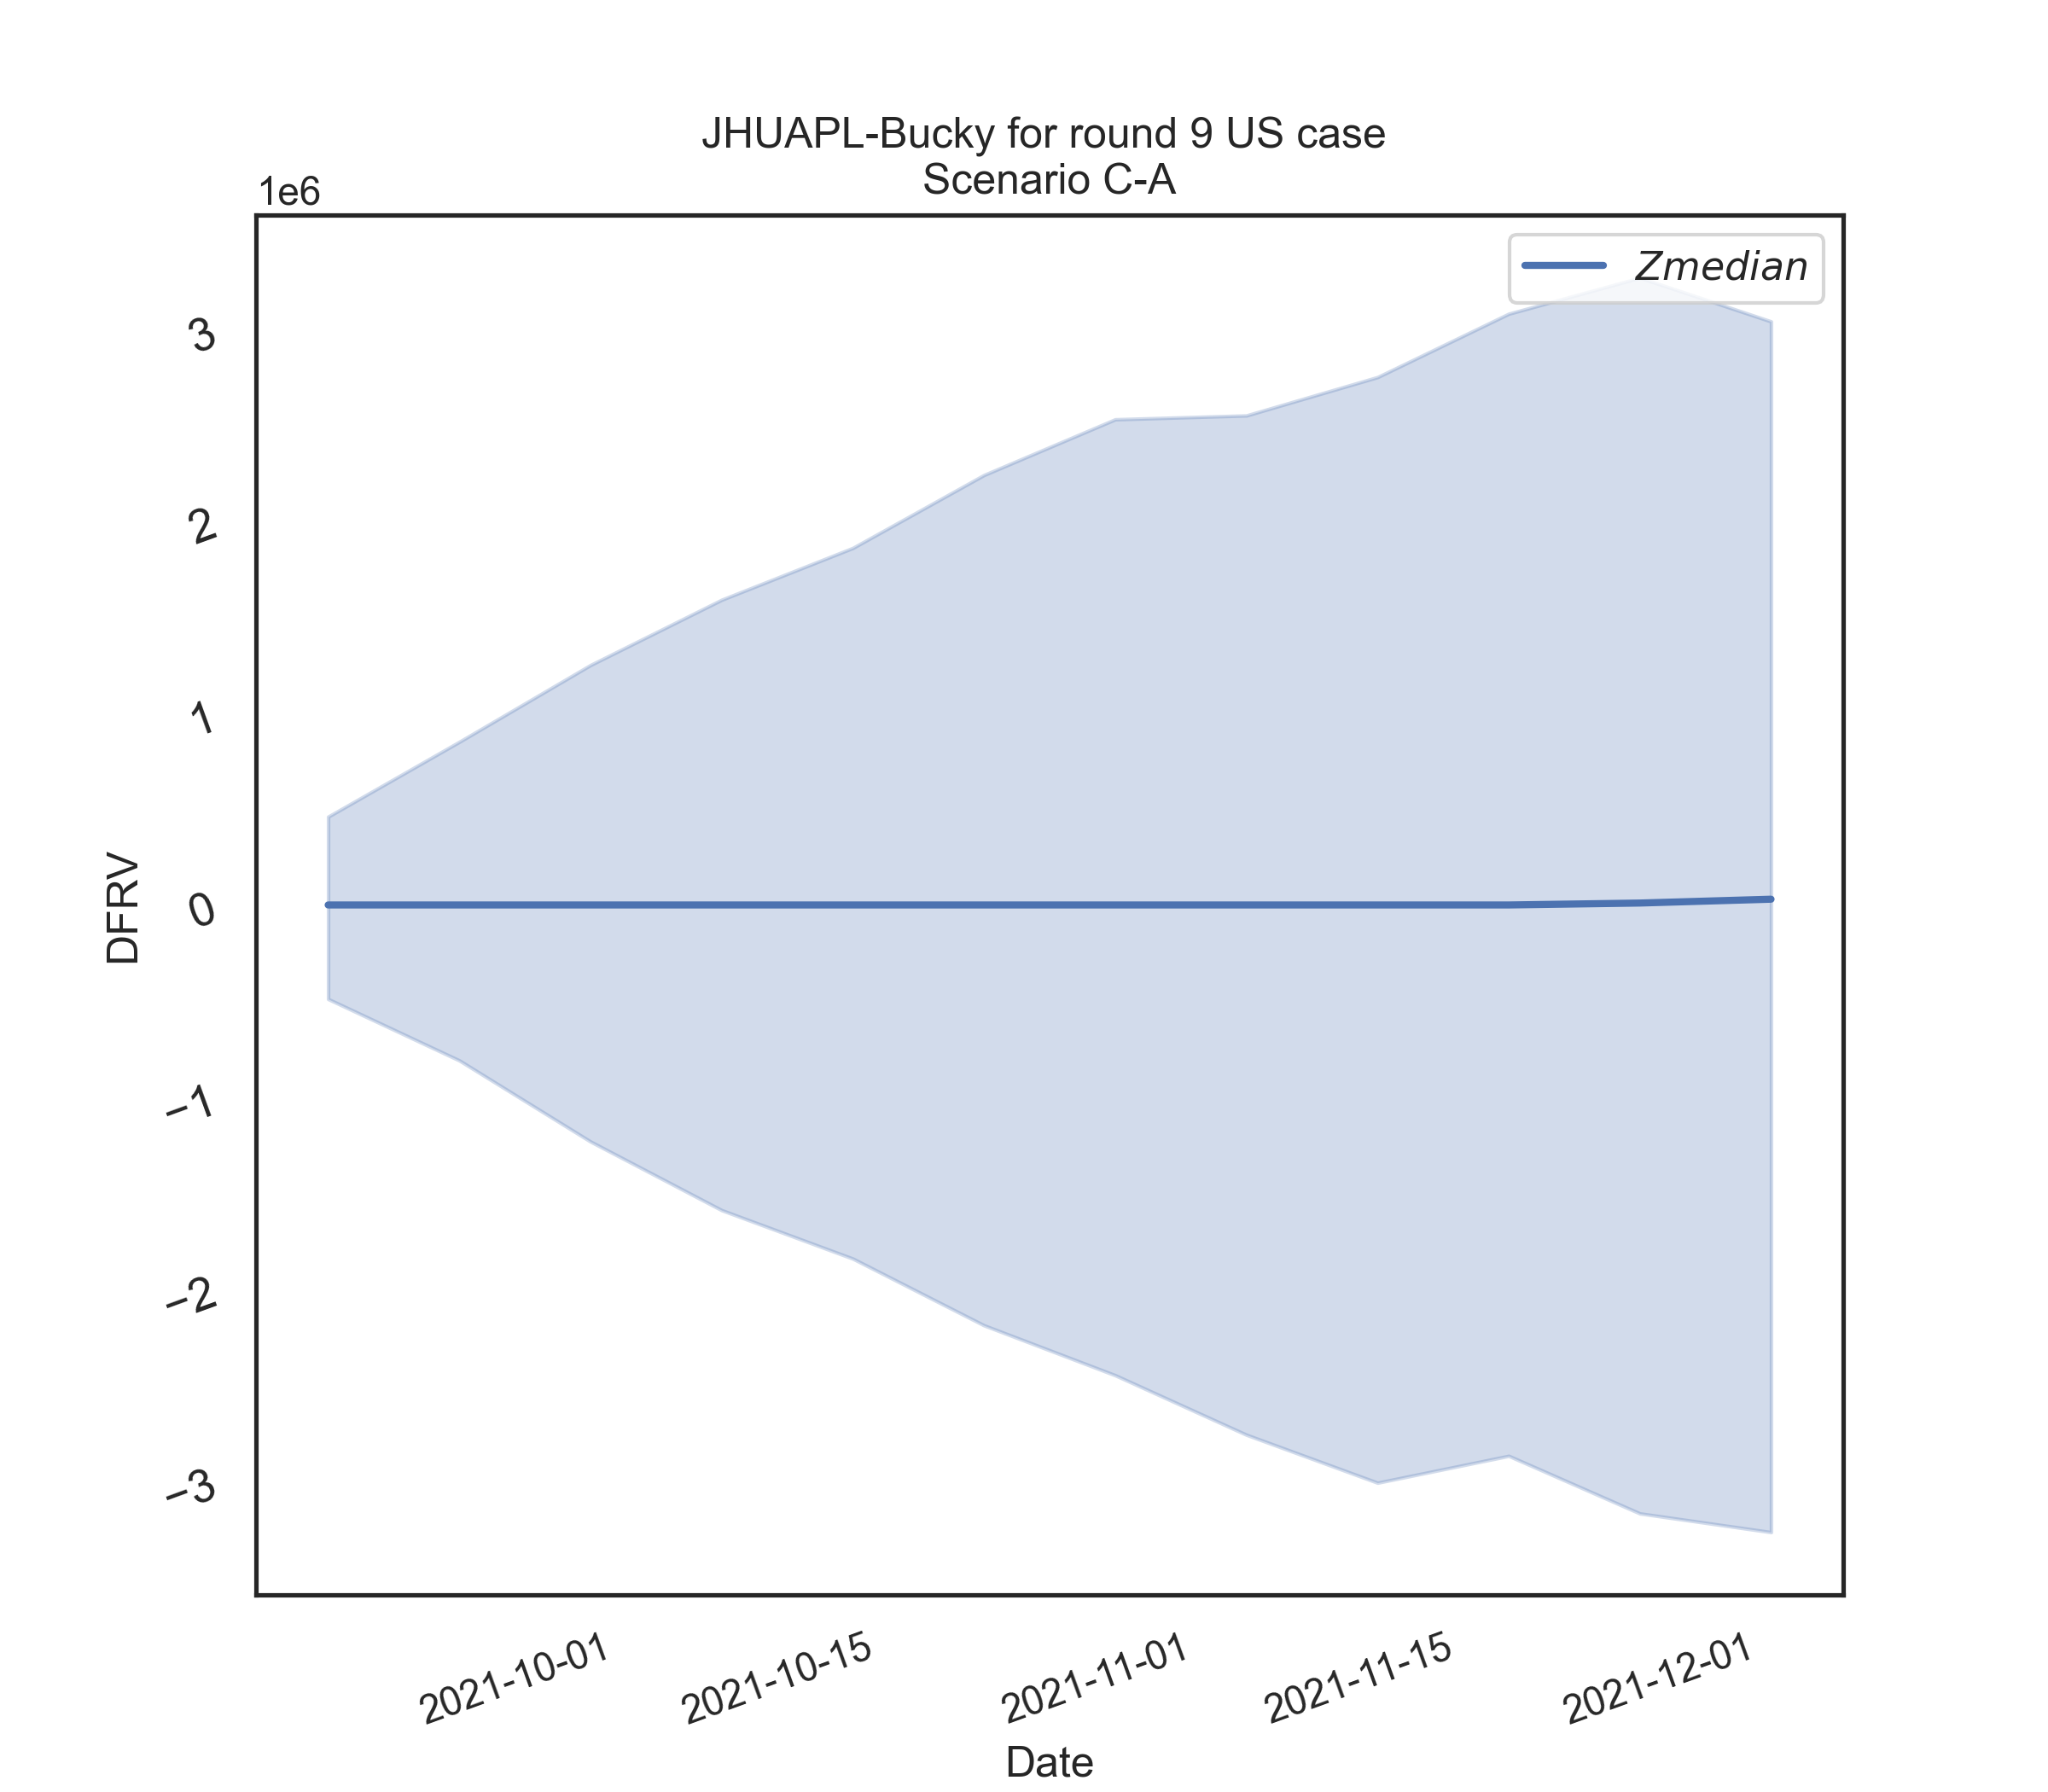 JHUAPL-Bucky for round 9 US case
Scenario C-A
1e6
Zmedian
3
2
1
0
−1
−2
−3
DFRV
2021-10-01
2021-10-15
2021-11-01
2021-11-15
2021-12-01
Date